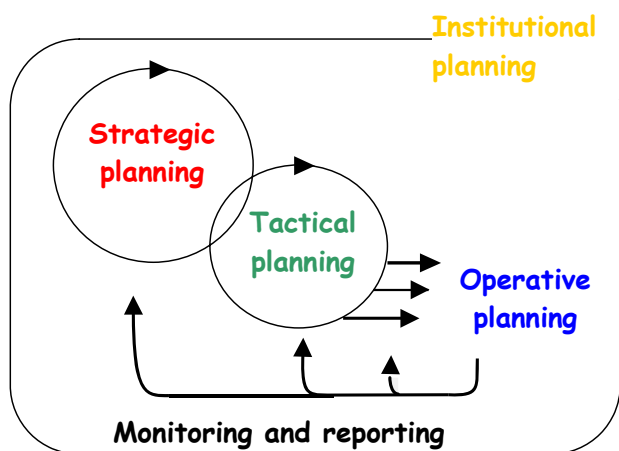 Institutional
planning
Strategic
planning
Tactical
planning
Operative
planning
Monitoring and reporting